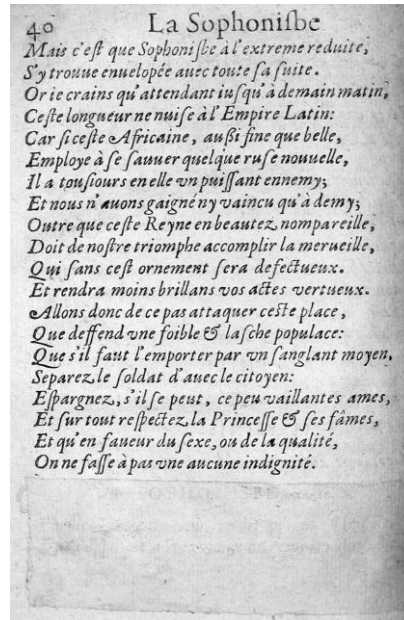 40 La Sophoniſbe
Mais c'eſt que Sophoniſbe à l'extreme reduite,
S'y trouue enuelopée auec toute ſa ſuite.
Or ie crains qu'attendant iuſqu'à demain matin,
Ceſte longueur ne nuiſe à l'Empire Latin:
Car ſi ceſte Africaine, außi fine que belle,
Employe à ſe ſauuer quelque ruſe nouuelle,
Il a touſiours en elle vn puiſſant ennemy;
Et nous n'auons gaigné ny vaincu qu'à demy;
Outre que ceſte Reyne en beautez nompareille,
Doit de noſtre triomphe accomplir la merueille,
Qui ſans ceſt ornement ſera defectueux.
Et rendra moins brillans vos actes vertueux.
Allons donc de ce pas attaquer ceſte place,
Que deffend vne foible & laſche populace:
Que s'il faut l'emporter par vn ſanglant moyen,
Separez le ſoldat d'auec le citoyen:
Eſpargnez, s'il ſe peut, ce peu vaillantes ames,
Et ſur tout reſpectez la Princeſſe & ſes fâmes,
Et qu'en faueur du ſexe, ou de la qualité,
On ne faſſe à pas vne aucune indignité.